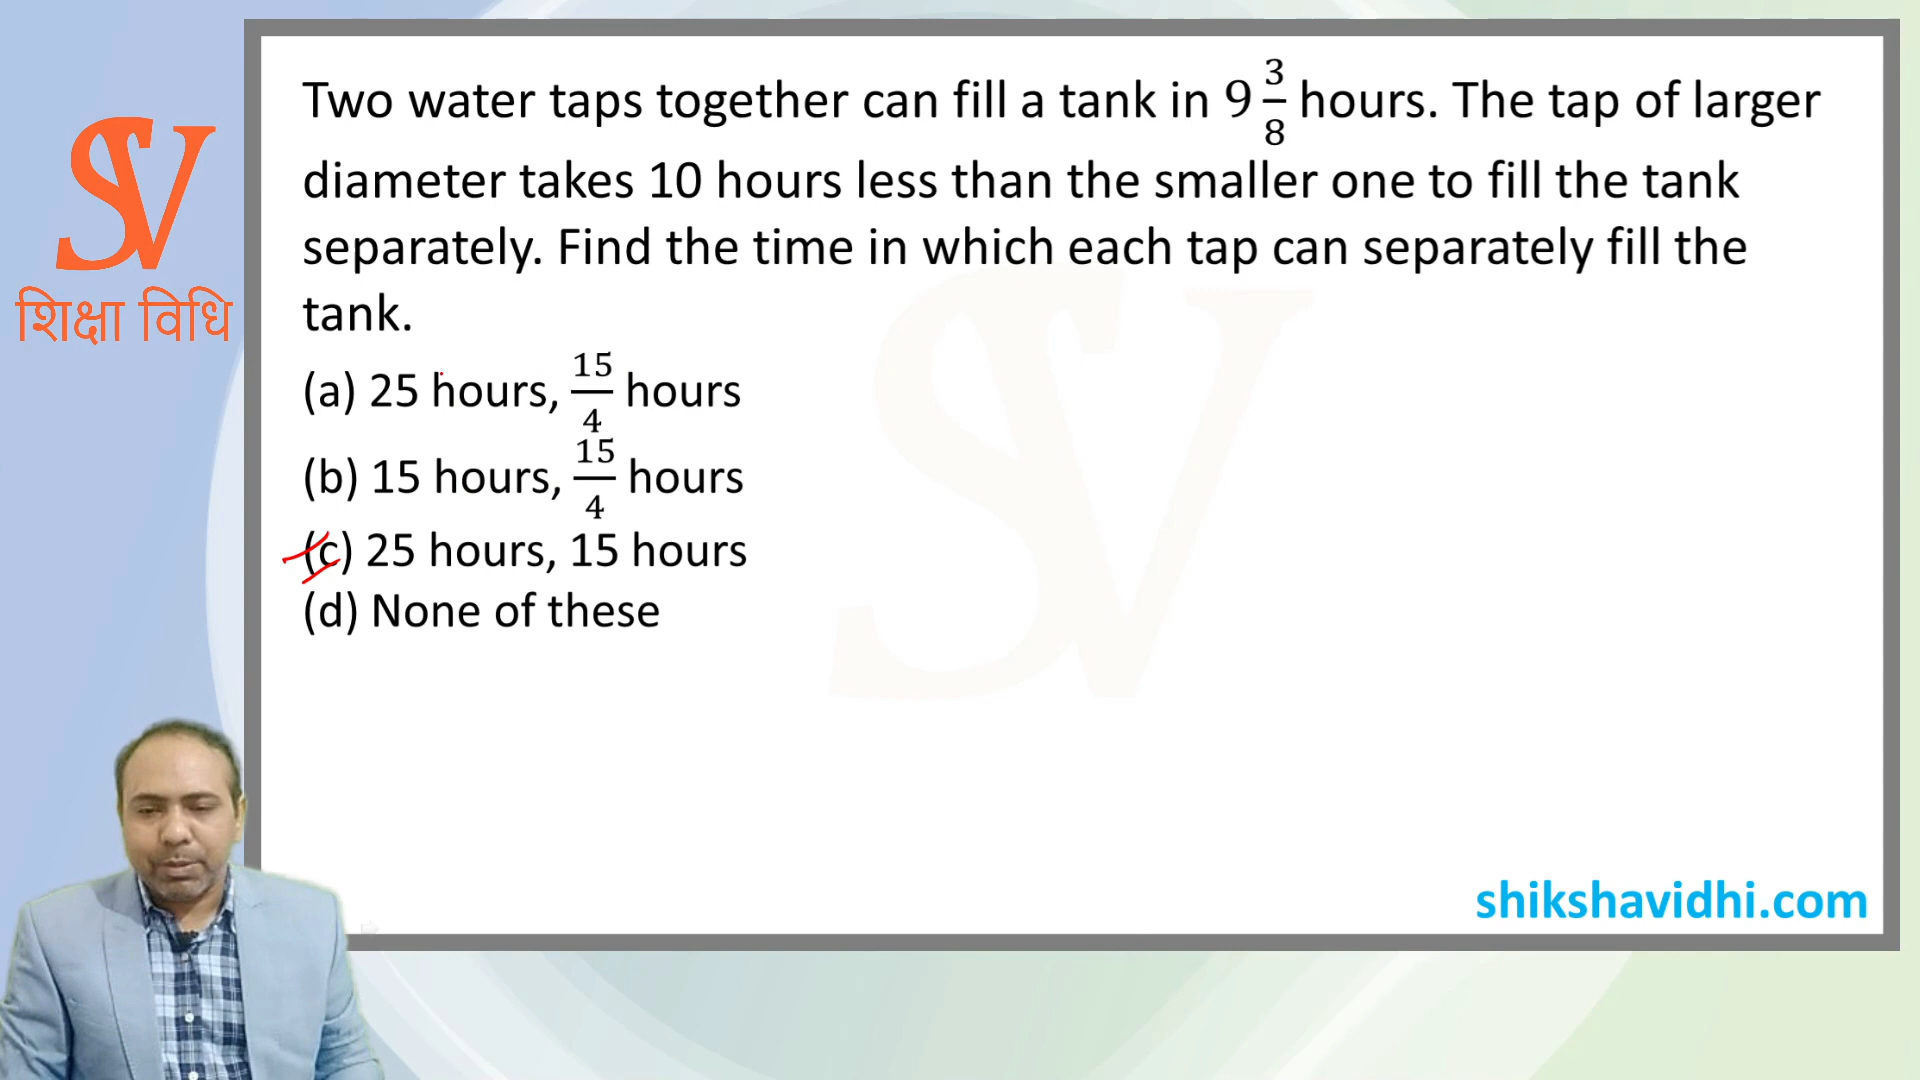 SV
शिक्षा विधि
Two water taps together can fill a tank in 9 3/8 hours. The tap of larger
diameter takes 10 hours less than the smaller one to fill the tank
separately. Find the time in which each tap can separately fill the
tank.
(a) 25 hours, 15/4 hours
(b) 15 hours, 15/4 hours
(c) 25 hours, 15 hours
(d) None of these
shikshavidhi.com